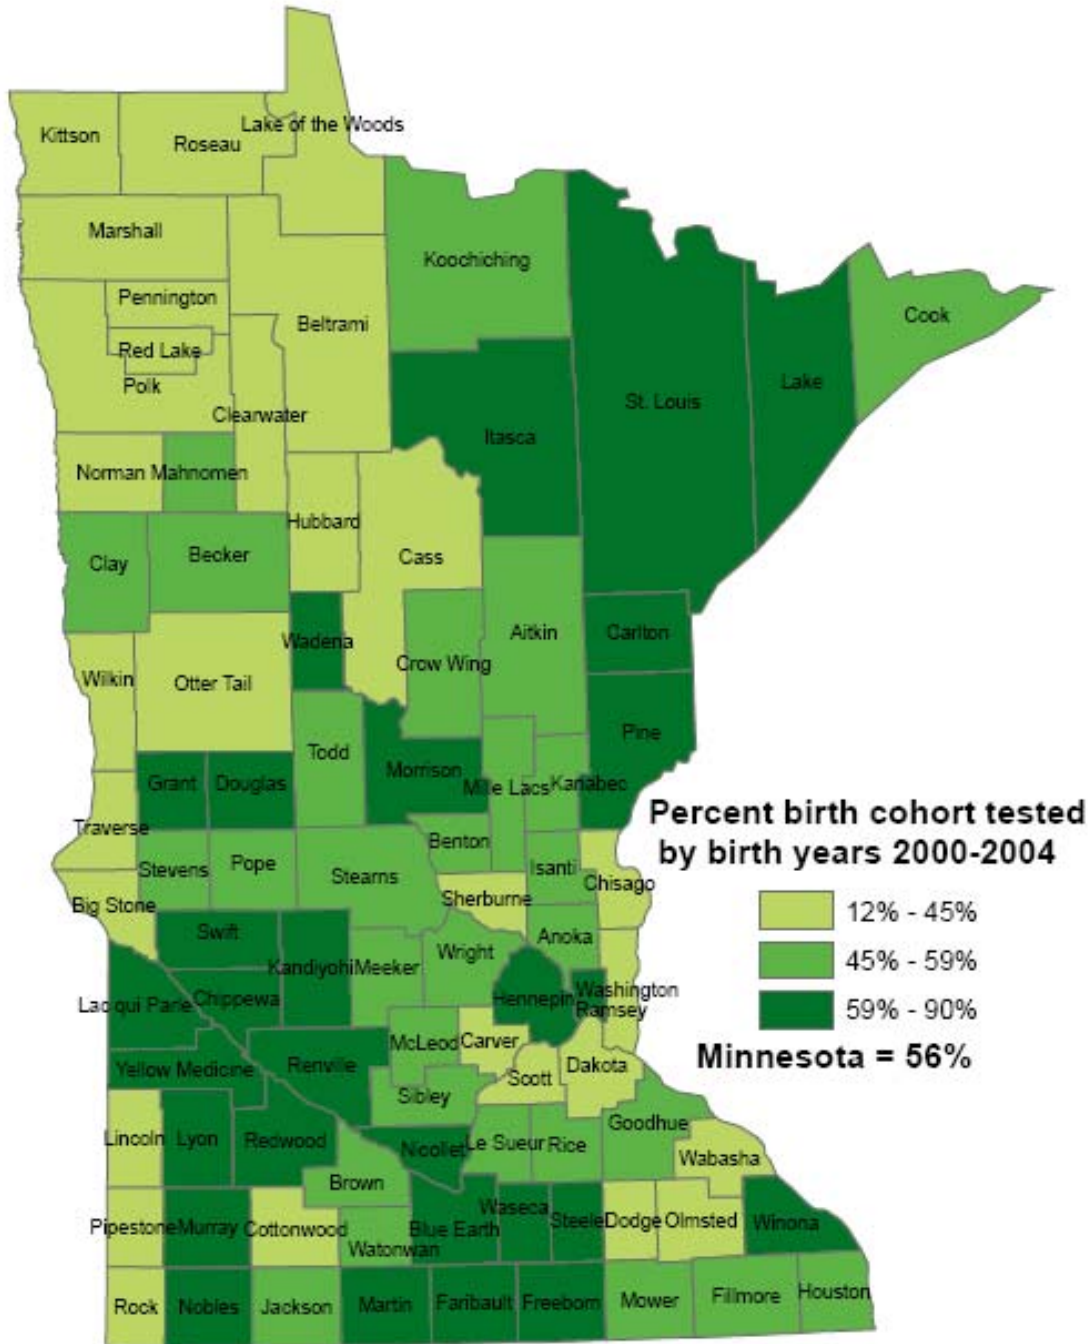 Lake of the Woods
Kittson
Roseau
Marshall
Koochiching
Pennington
Beltrami
Cook
Red Lake
Polk
Lake
St. Louis
Clearwater
Itasca
Norman Mahnomen
Hubbard
Cass
Becker
Clay
Wadena
Aitkin
Carlton
Crow Wing
Wilkin
Otter Tail
Pine
Todd
Morrison
Grant
Douglas
Mille Lacs
Kanabec
Traverse
Benton
Stevens
Pope
Stearns
Isanti
Chisago
Sherburne
Big Stone
Swift
Anoka
Wright
Kandiyohi
Meeker
Lac qui Parle
Chippewa
Hennepin
Washington
Ramsey
McLeod
Carver
Yellow Medicine
Renville
Dakota
Scott
Sibley
Lincoln
Lyon
Redwood
Nicollet
Le Sueur
Rice
Goodhue
Wabasha
Brown
Pipestone
Murray
Cottonwood
Watonwan
Blue Earth
Waseca
Steele
Dodge
Olmsted
Winona
Rock
Nobles
Jackson
Martin
Faribault
Freeborn
Mower
Fillmore
Houston
Percent birth cohort tested
by birth years 2000-2004
12% - 45%
45% - 59%
59% - 90%
Minnesota = 56%